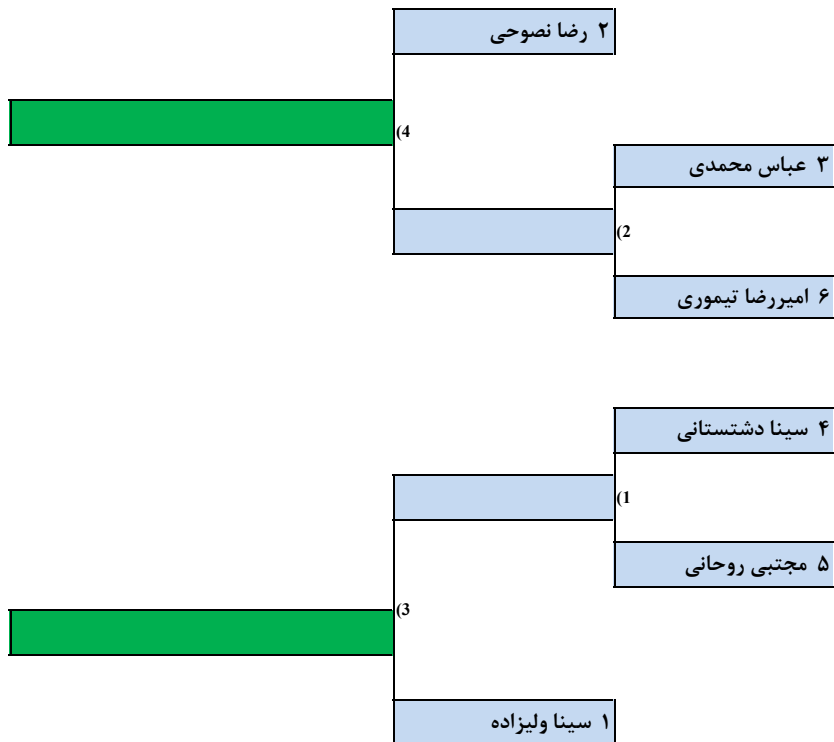 ۲ رضا نصوحی
(4
۳ عباس محمدی
(2
۶ امیررضا تیموری
۴ سینا دشتستانی
(1
۵ مجتبی روحانی
(3
۱ سینا ولیزاده